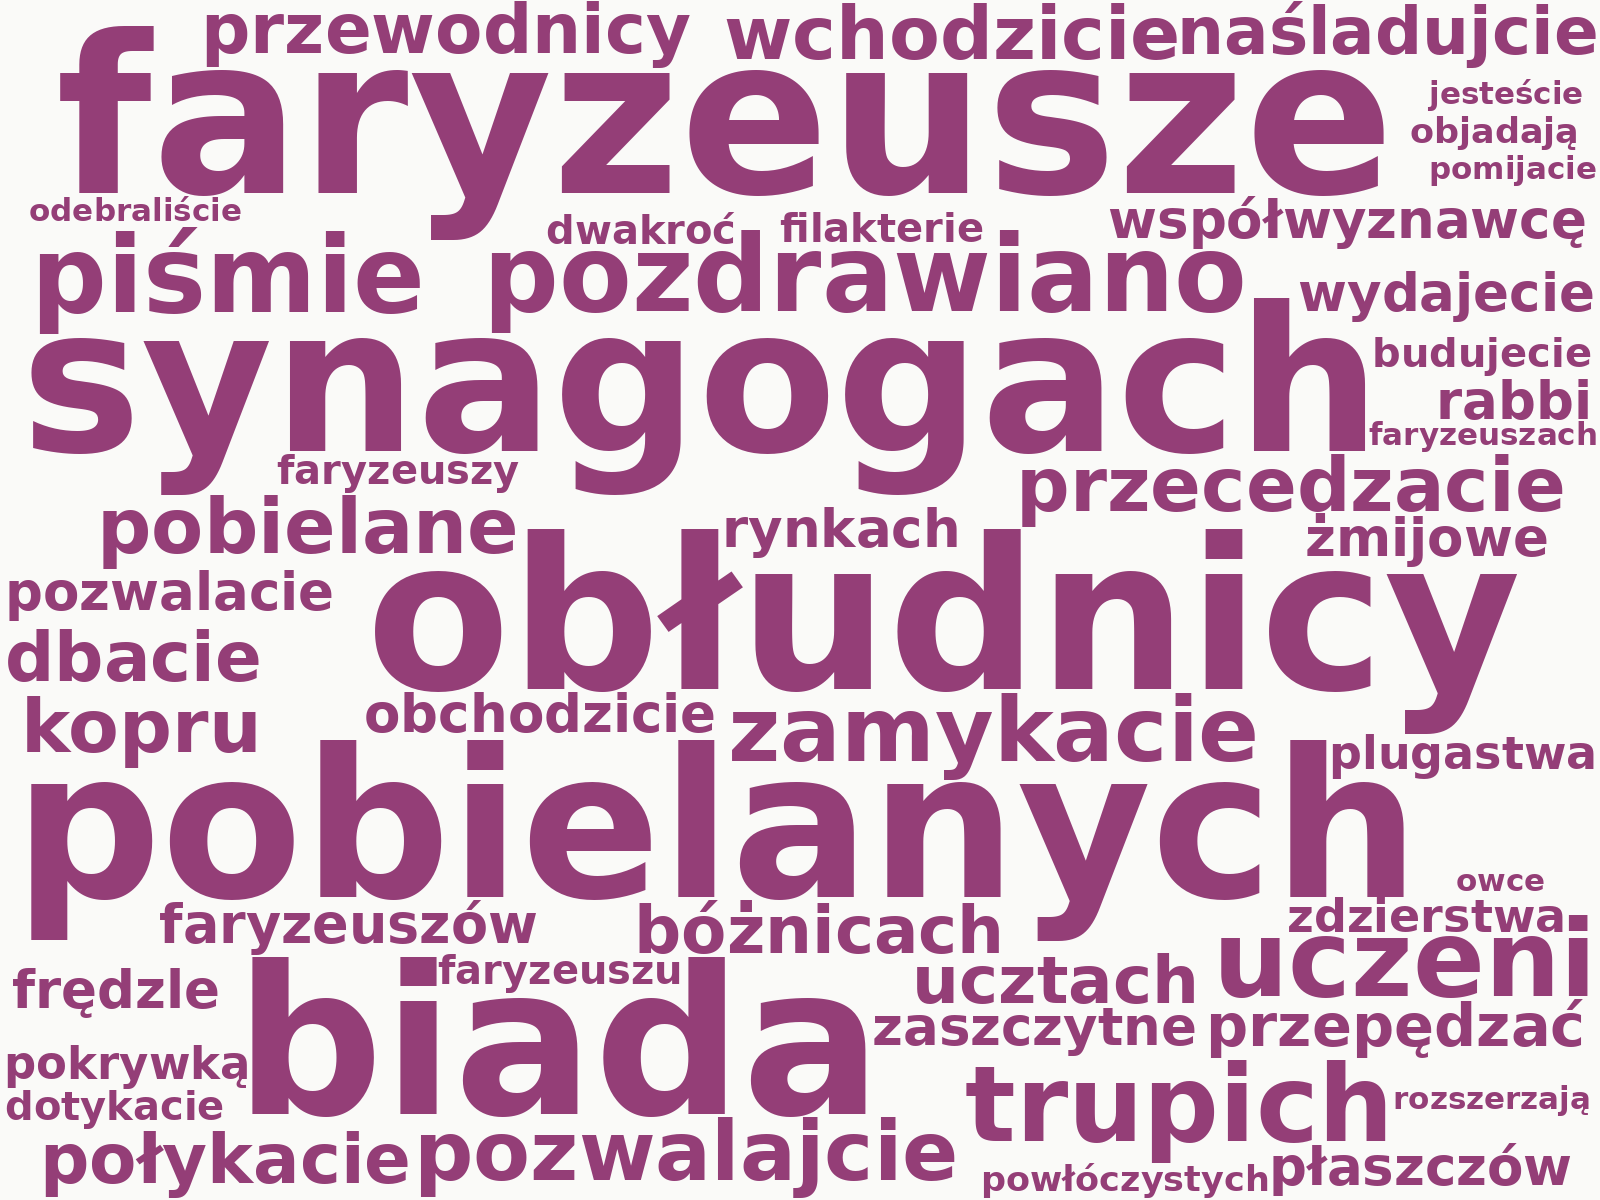 przewodnicy wchodzicie naśladujcie
faryzeusze
jesteście
objadają
pomijacie
odebraliście dwakroć filakterie współwyznawcę
piśmie pozdrawiano wydajecie
synagogach
budujecie
rabbi
faryzeuszach
faryzeuszy przecedzacie
pobielane rynkach żmijowe
pozwalacie obłudnicy
dbacie
kopru obchodzicie zamykacie
plugastwa
pobielanych
owce
faryzeuszów bóżnicach zdzierstwa
uczeni
frędzle faryzeuszu ucztach
biada
zaszczytne przepędzać
pokrywką
dotykacie trupich rozszerzają
połykacie pozwalajcie powłóczystych płaszczów